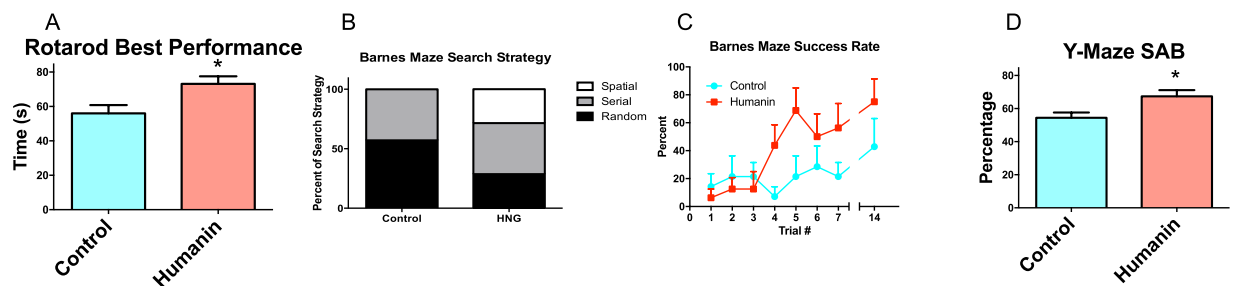 A
Rotarod Best Performance
*
80
60
40
20
0
Time (s)
Control
Humanin
B
Barnes Maze Search Strategy
100
50
0
Percent of Search Strategy
Control
HNG
Spatial
Serial
Random
C
Barnes Maze Success Rate
100
80
60
40
20
0
Percent
Control
Humanin
0 1 2 3 4 5 6 7 14
Trial #
D
Y-Maze SAB
*
80
60
40
20
0
Percentage
Control
Humanin